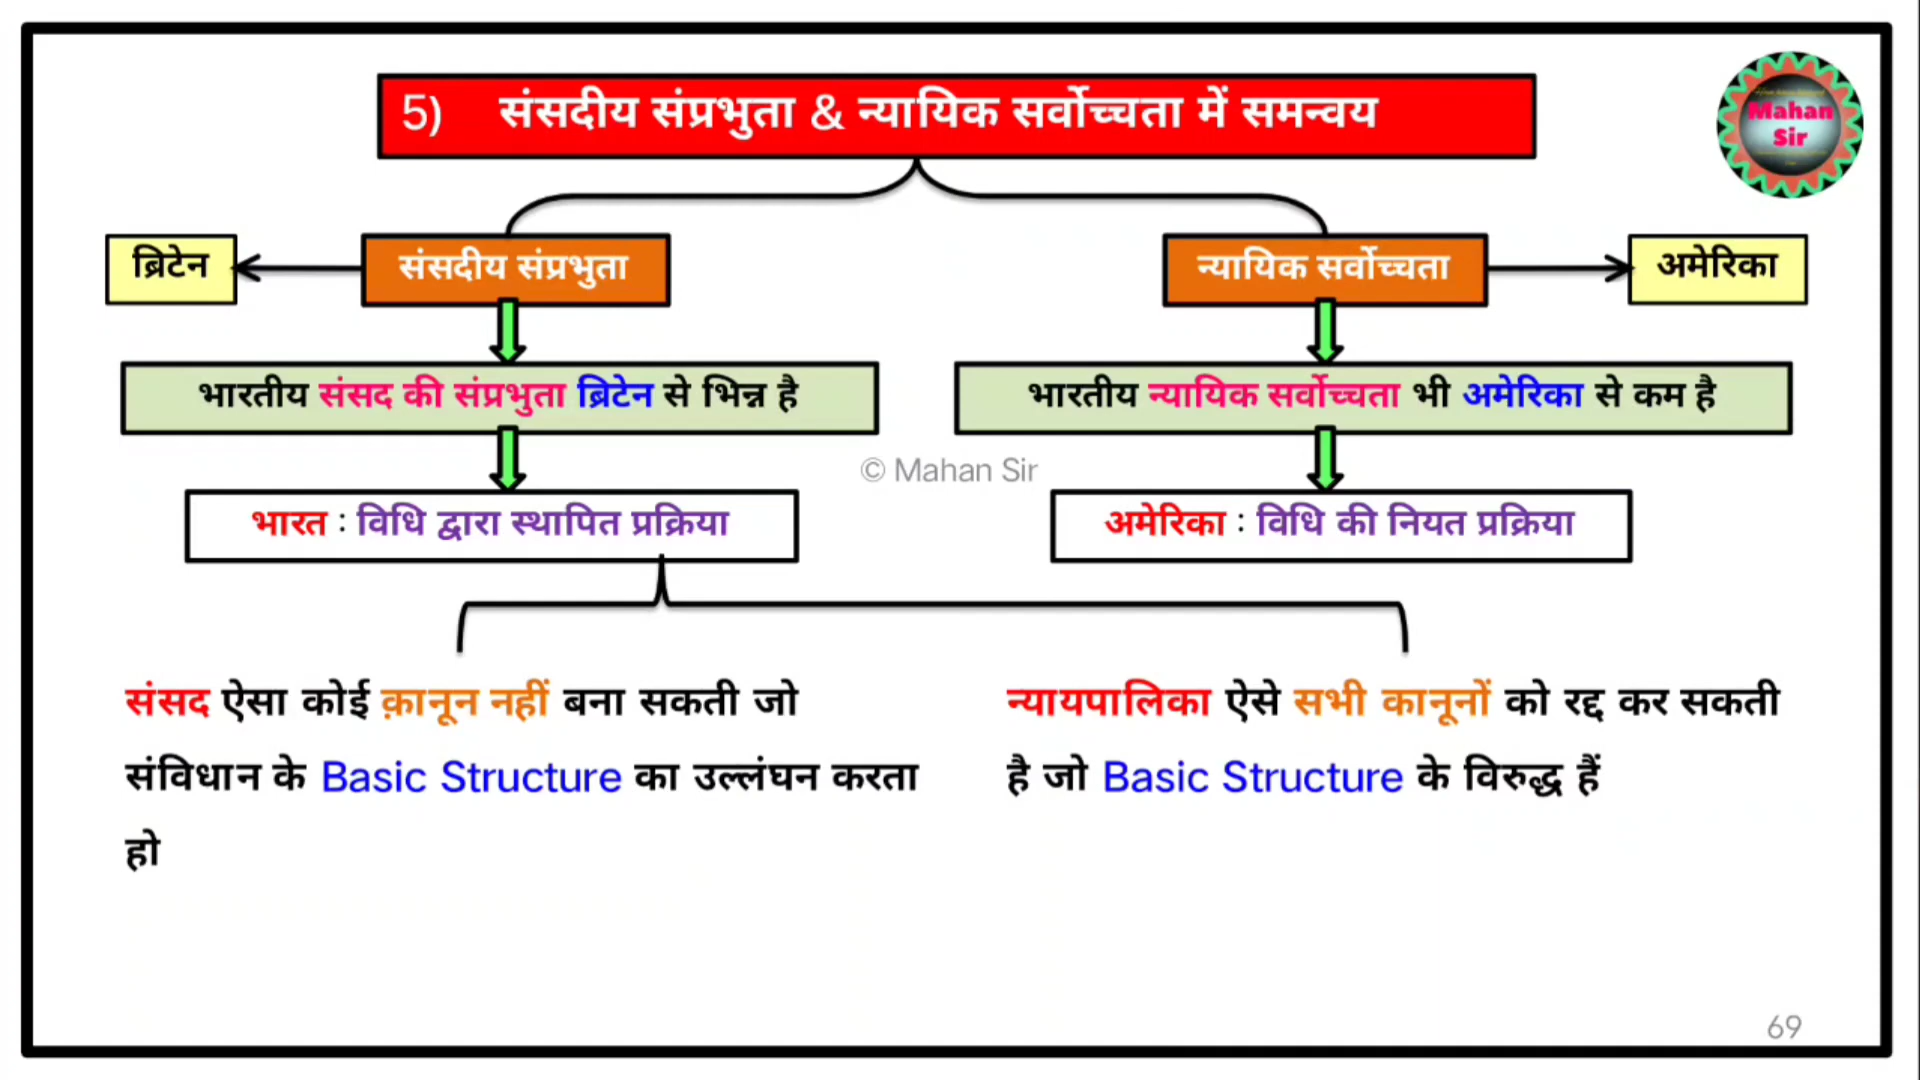 5) संसदीय संप्रभुता & न्यायिक सर्वोच्चता में समन्वय
Mahan
Sir
ब्रिटेन
संसदीय संप्रभुता
न्यायिक सर्वोच्चता
अमेरिका
भारतीय संसद की संप्रभुता ब्रिटेन से भिन्न है
भारतीय न्यायिक सर्वोच्चता भी अमेरिका से कम है
© Mahan Sir
भारत : विधि द्वारा स्थापित प्रक्रिया
अमेरिका : विधि की नियत प्रक्रिया
संसद ऐसा कोई क़ानून नहीं बना सकती जो
संविधान के Basic Structure का उल्लंघन करता
हो
न्यायपालिका ऐसे सभी कानूनों को रद्द कर सकती
है जो Basic Structure के विरुद्ध हैं
69